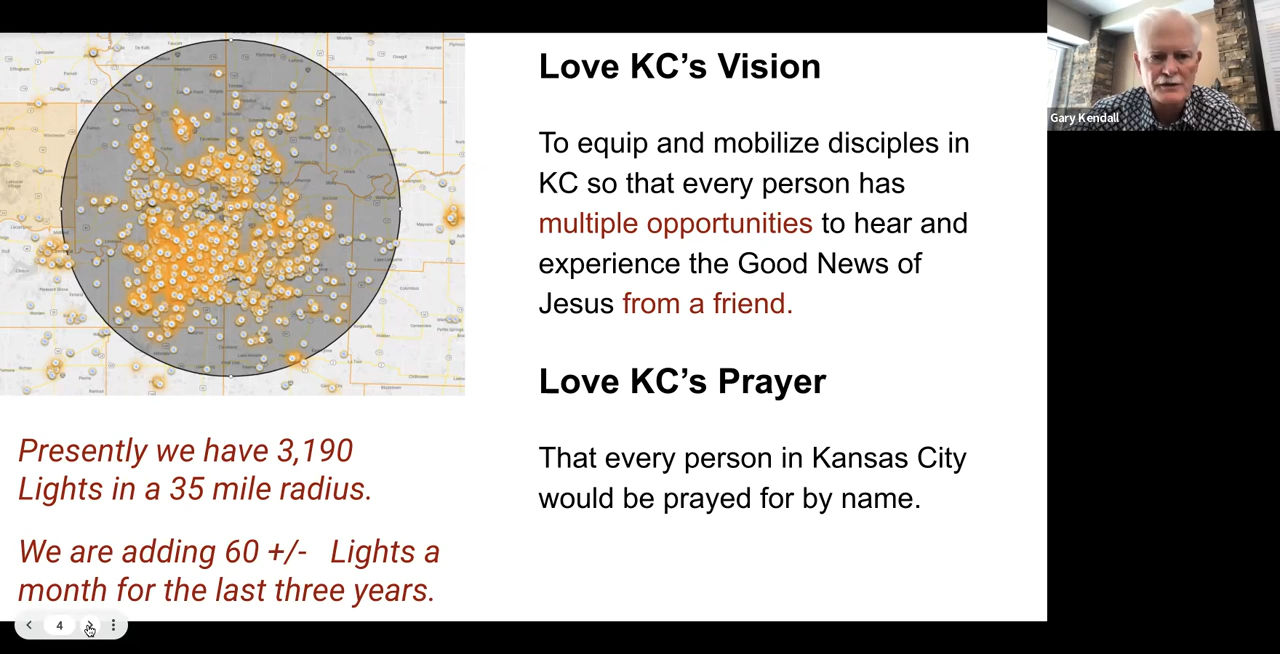 Love KC’s Vision
To equip and mobilize disciples in
KC so that every person has
multiple opportunities to hear and
experience the Good News of
Jesus from a friend.
Love KC’s Prayer
That every person in Kansas City
would be prayed for by name.
Presently we have 3,190
Lights in a 35 mile radius.
We are adding 60 +/- Lights a
month for the last three years.
4
Gary Kendall